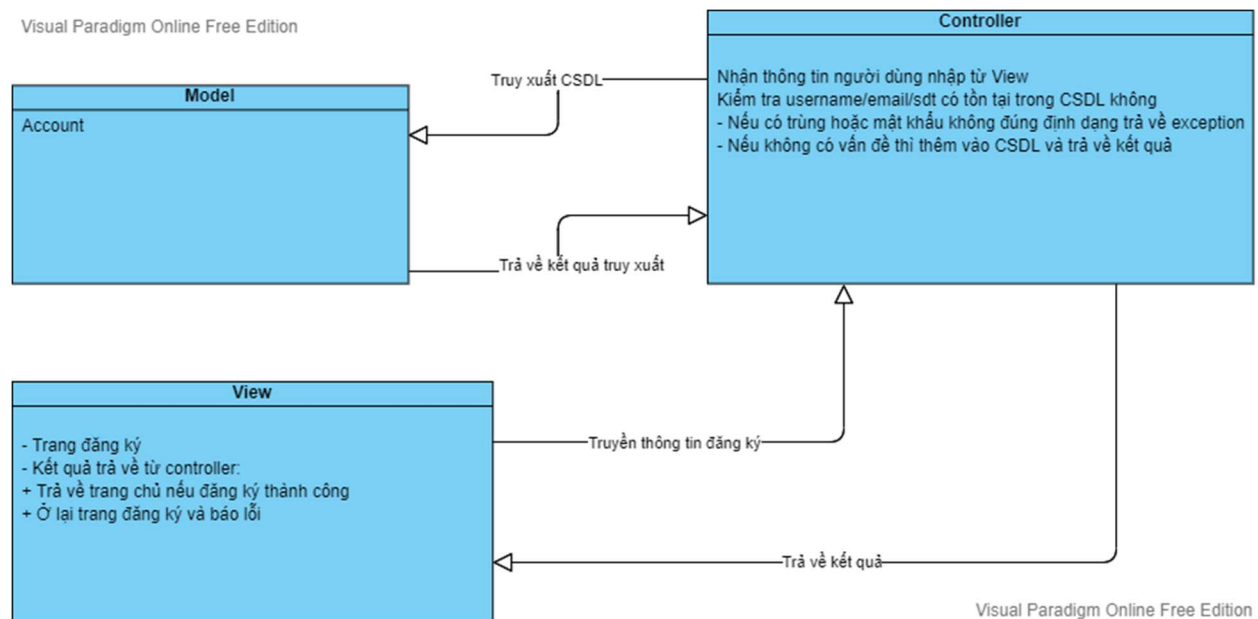 Visual Paradigm Online Free Edition
Controller
Nhận thông tin người dùng nhập từ View
Kiểm tra username/email/sdt có tồn tại trong CSDL không
- Nếu có trùng hoặc mật khẩu không đúng định dạng trả về exception
- Nếu không có vấn đề thì thêm vào CSDL và trả về kết quả
Truy xuất CSDL
Model
Account
Trả về kết quả truy xuất
View
- Trang đăng ký
- Kết quả trả về từ controller:
+ Trả về trang chủ nếu đăng ký thành công
+ Ở lại trang đăng ký và báo lỗi
Truyền thông tin đăng ký
Trả về kết quả
Visual Paradigm Online Free Edition